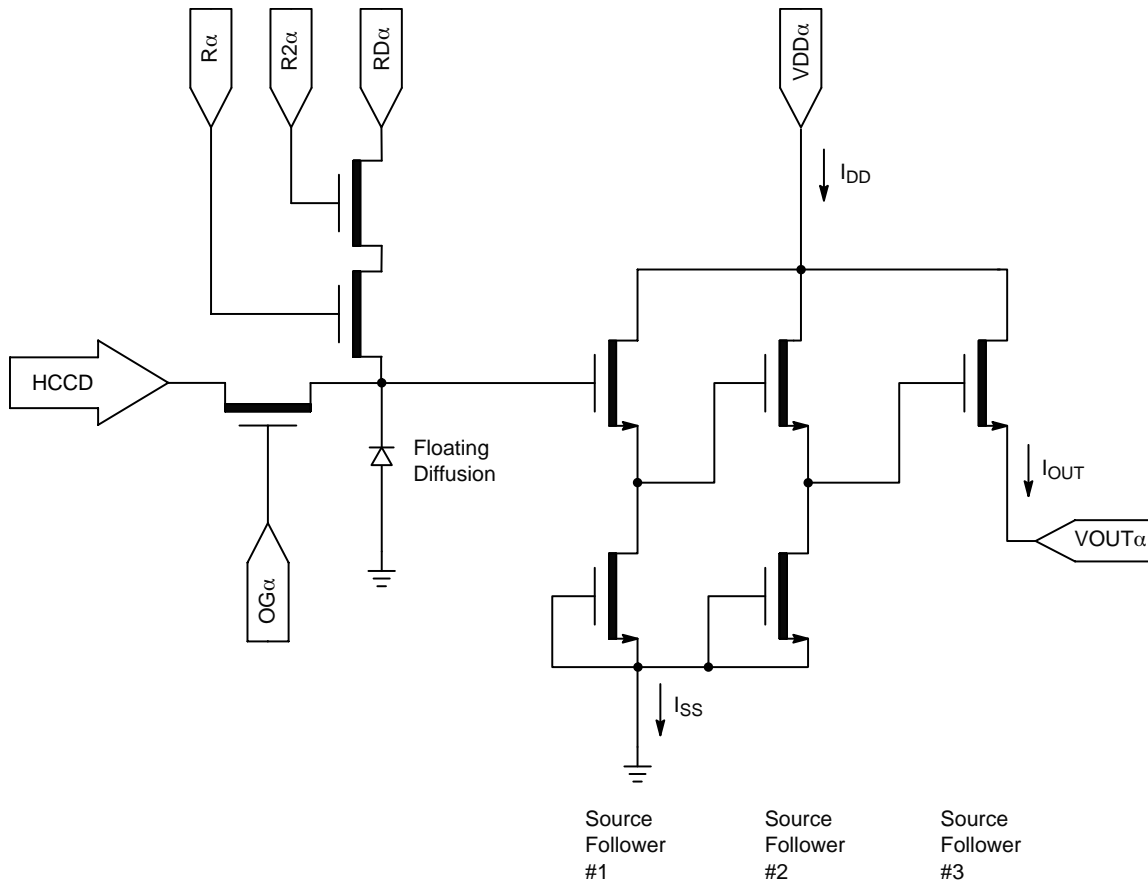 Rα
R2α
RDα
VDDα
IDD
HCCD
Floating
Diffusion
IOUT
VOUTα
OGα
ISS
Source
Follower
#1
Source
Follower
#2
Source
Follower
#3